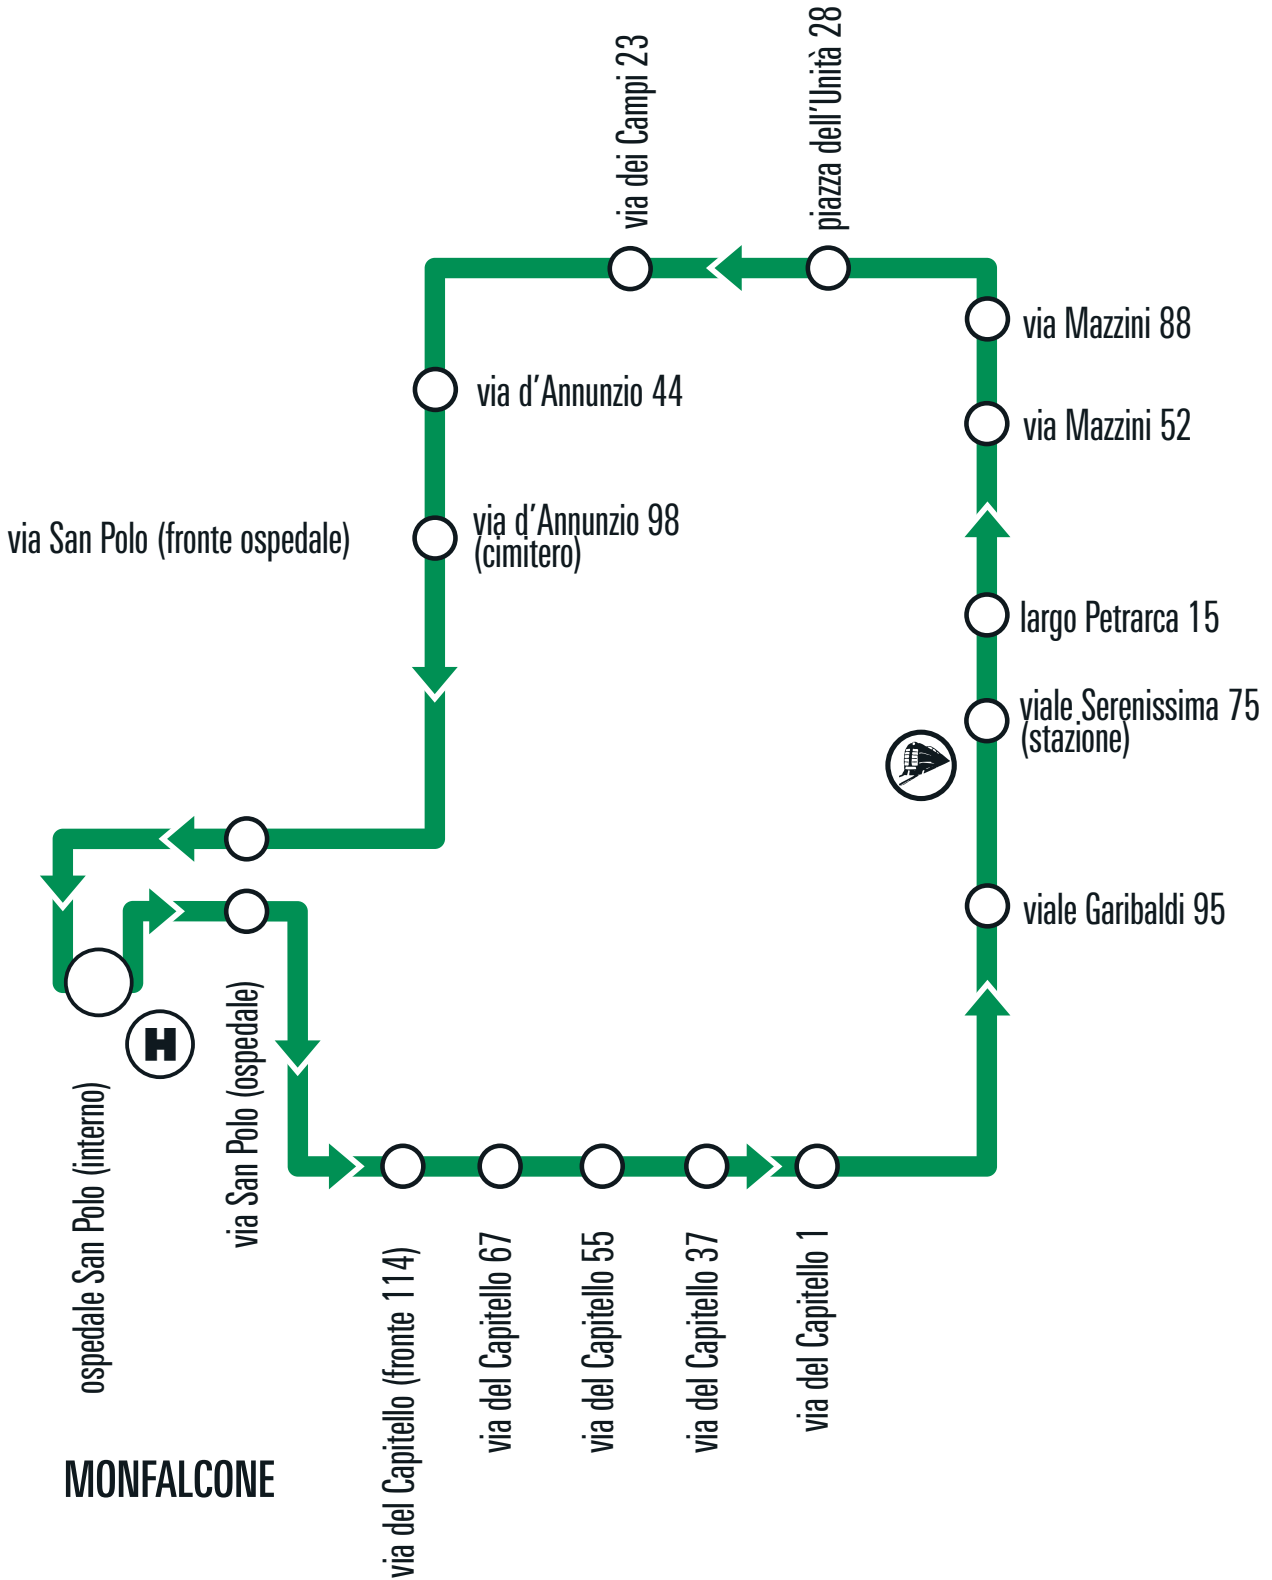 via dei Campi 23
piazza dell'Unità 28
via Mazzini 88
via d'Annunzio 44
via Mazzini 52
via San Polo (fronte ospedale)
via d'Annunzio 98
(cimitero)
largo Petrarca 15
viale Serenissima 75
(stazione)
viale Garibaldi 95
H
ospedale San Polo (interno)
via San Polo (ospedale)
via del Capitello (fronte 114)
via del Capitello 67
via del Capitello 55
via del Capitello 37
via del Capitello 1
MONFALCONE